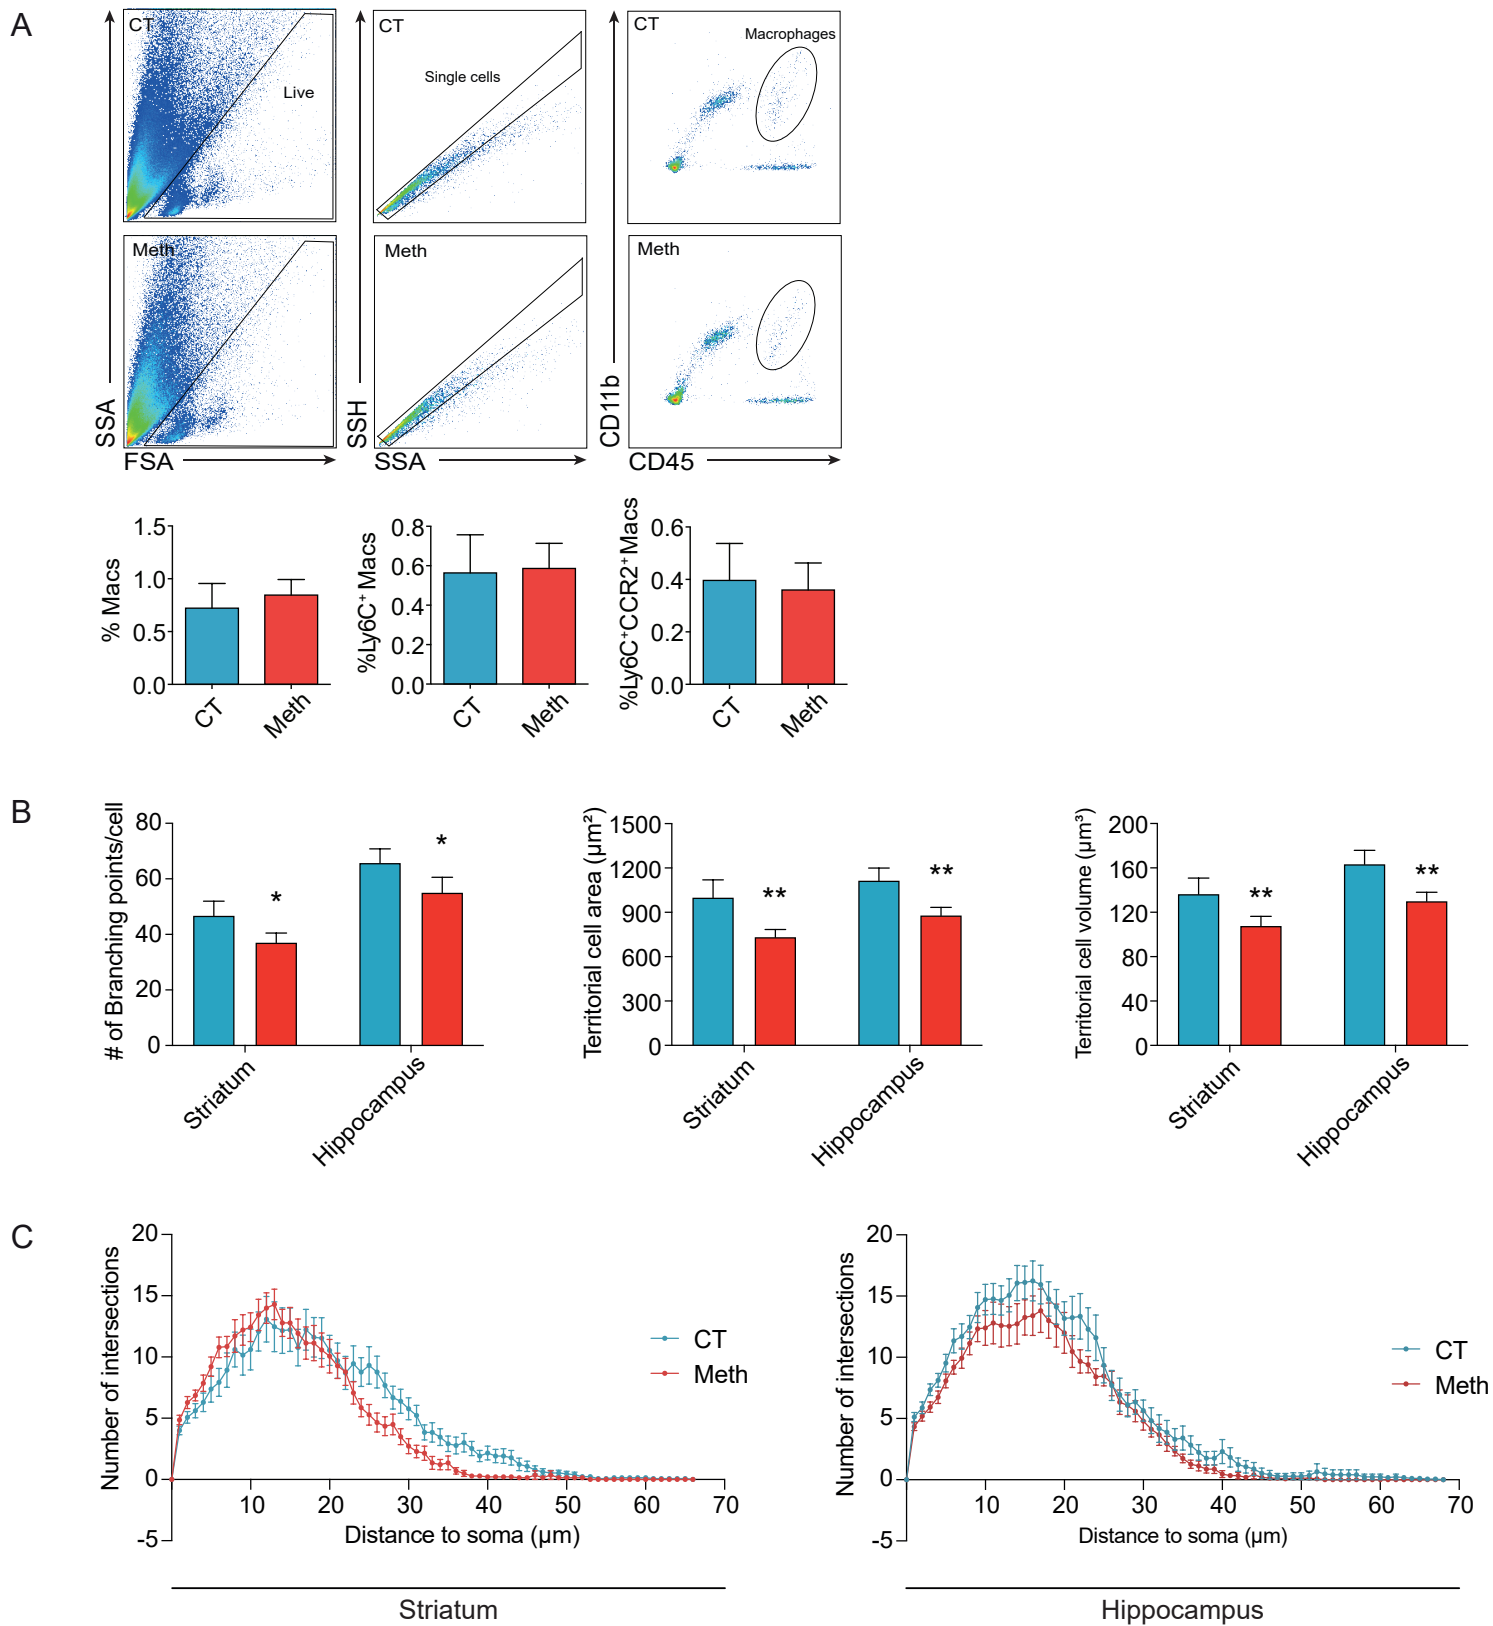 A
CT
Live
CT
Single cells
CT
Macrophages
Meth
Meth
Meth
SSA
SSH
CD11b
FSA
SSA
CD45
% Macs
1.5
1.0
0.5
0.0
CT
Meth
%Ly6C⁺ Macs
0.8
0.6
0.4
0.2
0.0
CT
Meth
%Ly6C⁺CCR2⁺ Macs
0.6
0.4
0.2
0.0
CT
Meth
B
# of Branching points/cell
80
60
40
20
0
*
*
Striatum
Hippocampus
Territorial cell area (µm²)
1500
1200
900
600
300
0
**
**
Striatum
Hippocampus
Territorial cell volume (µm³)
200
160
120
80
40
0
**
**
Striatum
Hippocampus
C
Number of intersections
20
15
10
5
0
-5
10 20 30 40 50 60 70
Distance to soma (µm)
CT
Meth
Striatum
Number of intersections
20
15
10
5
0
-5
10 20 30 40 50 60 70
Distance to soma (µm)
CT
Meth
Hippocampus